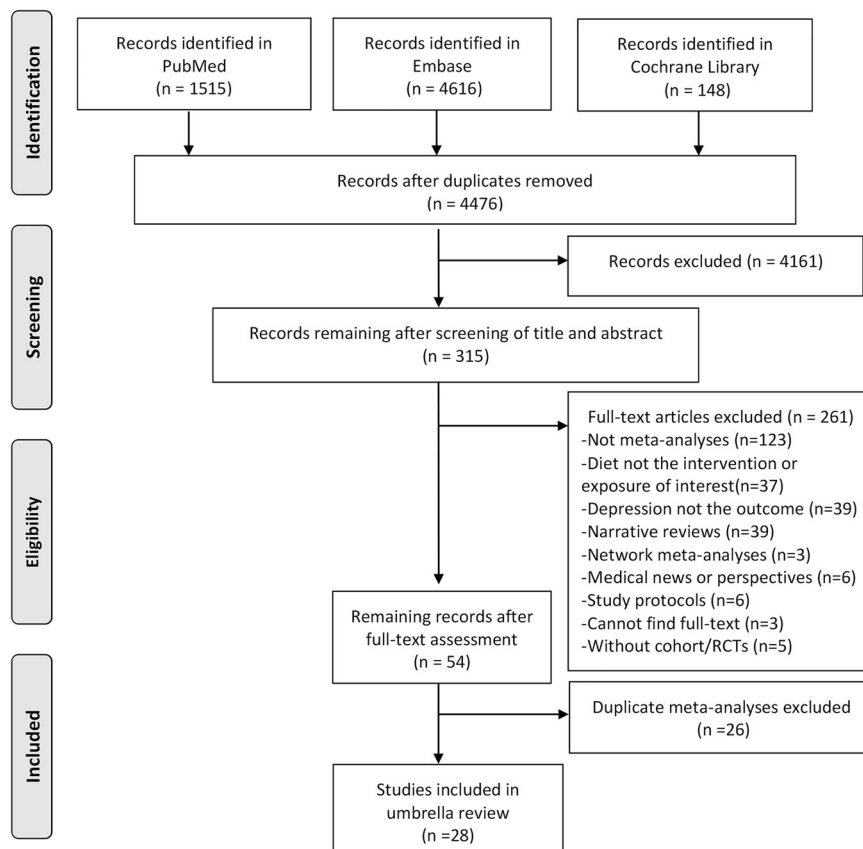 Identification
Records identified in
PubMed
(n = 1515)
Records identified in
Embase
(n = 4616)
Records identified in
Cochrane Library
(n = 148)
Records after duplicates removed
(n = 4476)
Screening
Records excluded (n = 4161)
Records remaining after screening of title and abstract
(n = 315)
Eligibility
Full-text articles excluded (n = 261)
-Not meta-analyses (n=123)
-Diet not the intervention or
exposure of interest(n=37)
-Depression not the outcome (n=39)
-Narrative reviews (n=39)
-Network meta-analyses (n=3)
-Medical news or perspectives (n=6)
-Study protocols (n=6)
-Cannot find full-text (n=3)
-Without cohort/RCTs (n=5)
Remaining records after
full-text assessment
(n = 54)
Included
Duplicate meta-analyses excluded
(n =26)
Studies included in
umbrella review
(n =28)